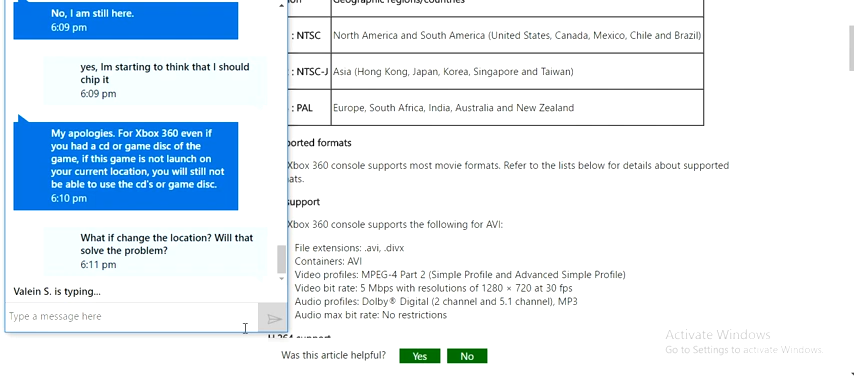 No, I am still here.
6:09 pm
yes, Im starting to think that I should
chip it
6:09 pm
My apologies. For Xbox 360 even if
you had a cd or game disc of the
game, if this game is not launch on
your current location, you will still not
be able to use the cd's or game disc.
6:10 pm
What if change the location? Will that
solve the problem?
6:11 pm
Valein S. is typing...
Type a message here
Geographic regions/countries
: NTSC North America and South America (United States, Canada, Mexico, Chile and Brazil)
: NTSC-J Asia (Hong Kong, Japan, Korea, Singapore and Taiwan)
: PAL Europe, South Africa, India, Australia and New Zealand
ported formats
Xbox 360 console supports most movie formats. Refer to the lists below for details about supported
ats.
support
Xbox 360 console supports the following for AVI:
File extensions: .avi, .divx
Containers: AVI
Video profiles: MPEG-4 Part 2 (Simple Profile and Advanced Simple Profile)
Video bit rate: 5 Mbps with resolutions of 1280 × 720 at 30 fps
Audio profiles: Dolby® Digital (2 channel and 5.1 channel), MP3
Audio max bit rate: No restrictions
H.264 support
Was this article helpful? Yes No
Activate Windows
Go to Settings to activate Windows.